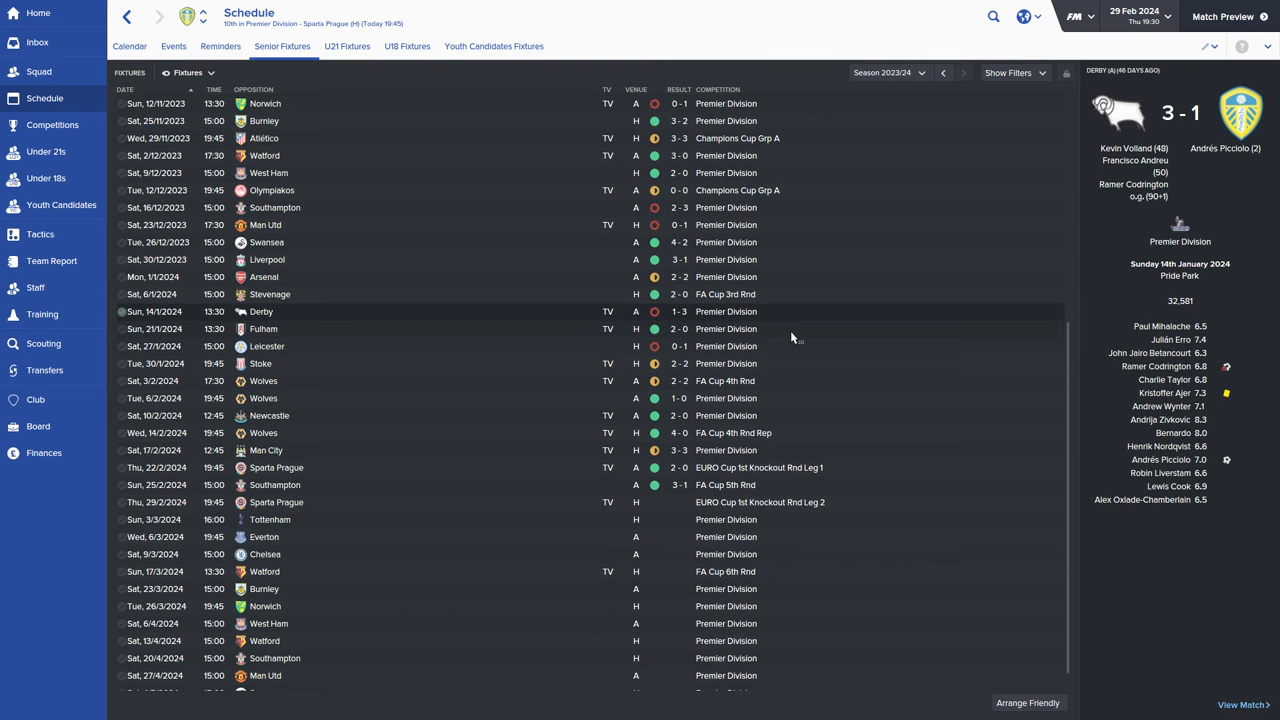 Home
Inbox
Squad
Schedule
Competitions
Under 21s
Under 18s
Youth Candidates
Tactics
Team Report
Staff
Training
Scouting
Transfers
Club
Board
Finances
Schedule
10th in Premier Division - Sparta Prague (H) (Today 19:45)
FM
29 Feb 2024
Thu 19:30
Match Preview
Calendar Events Reminders Senior Fixtures U21 Fixtures U18 Fixtures Youth Candidates Fixtures
FIXTURES Fixtures Season 2023/24 Show Filters
DATE TIME OPPOSITION TV VENUE RESULT COMPETITION
Sun, 12/11/2023 13:30 Norwich TV A 0 - 1 Premier Division
Sat, 25/11/2023 15:00 Burnley H 3 - 2 Premier Division
Wed, 29/11/2023 19:45 Atlético TV H 3 - 3 Champions Cup Grp A
Sat, 2/12/2023 17:30 Watford TV A 3 - 0 Premier Division
Sat, 9/12/2023 15:00 West Ham H 2 - 0 Premier Division
Tue, 12/12/2023 19:45 Olympiakos TV A 0 - 0 Champions Cup Grp A
Sat, 16/12/2023 15:00 Southampton A 2 - 3 Premier Division
Sat, 23/12/2023 17:30 Man Utd TV H 0 - 1 Premier Division
Tue, 26/12/2023 15:00 Swansea A 4 - 2 Premier Division
Sat, 30/12/2023 15:00 Liverpool A 3 - 1 Premier Division
Mon, 1/1/2024 15:00 Arsenal A 2 - 2 Premier Division
Sat, 6/1/2024 15:00 Stevenage H 2 - 0 FA Cup 3rd Rnd
Sun, 14/1/2024 13:30 Derby TV A 1 - 3 Premier Division
Sun, 21/1/2024 13:30 Fulham TV H 2 - 0 Premier Division
Sat, 27/1/2024 15:00 Leicester H 0 - 1 Premier Division
Tue, 30/1/2024 19:45 Stoke TV H 2 - 2 Premier Division
Sat, 3/2/2024 17:30 Wolves TV A 2 - 2 FA Cup 4th Rnd
Tue, 6/2/2024 19:45 Wolves A 1 - 0 Premier Division
Sat, 10/2/2024 12:45 Newcastle TV A 2 - 0 Premier Division
Wed, 14/2/2024 19:45 Wolves TV H 4 - 0 FA Cup 4th Rnd Rep
Sat, 17/2/2024 12:45 Man City TV H 3 - 3 Premier Division
Thu, 22/2/2024 19:45 Sparta Prague TV A 2 - 0 EURO Cup 1st Knockout Rnd Leg 1
Sun, 25/2/2024 15:00 Southampton A 3 - 1 FA Cup 5th Rnd
Thu, 29/2/2024 19:45 Sparta Prague TV H EURO Cup 1st Knockout Rnd Leg 2
Sun, 3/3/2024 16:00 Tottenham H Premier Division
Wed, 6/3/2024 19:45 Everton A Premier Division
Sat, 9/3/2024 15:00 Chelsea A Premier Division
Sun, 17/3/2024 13:30 Watford TV H FA Cup 6th Rnd
Sat, 23/3/2024 15:00 Burnley A Premier Division
Tue, 26/3/2024 19:45 Norwich H Premier Division
Sat, 6/4/2024 15:00 West Ham A Premier Division
Sat, 13/4/2024 15:00 Watford H Premier Division
Sat, 20/4/2024 15:00 Southampton H Premier Division
Sat, 27/4/2024 15:00 Man Utd A Premier Division
Arrange Friendly
DERBY (A) (46 DAYS AGO)
3 - 1
Kevin Volland (48)
Francisco Andreu
(50)
Ramer Codrington
o.g. (90+1)
Andrés Picciolo (2)
Premier Division
Sunday 14th January 2024
Pride Park
32,581
Paul Mihalache 6.5
Julián Erro 7.4
John Jairo Betancourt 6.3
Ramer Codrington 6.8
Charlie Taylor 6.8
Kristoffer Ajer 7.3
Andrew Wynter 7.1
Andrija Zivkovic 8.3
Bernardo 8.0
Henrik Nordqvist 6.6
Andrés Picciolo 7.0
Robin Liverstam 6.6
Lewis Cook 6.9
Alex Oxlade-Chamberlain 6.5
View Match